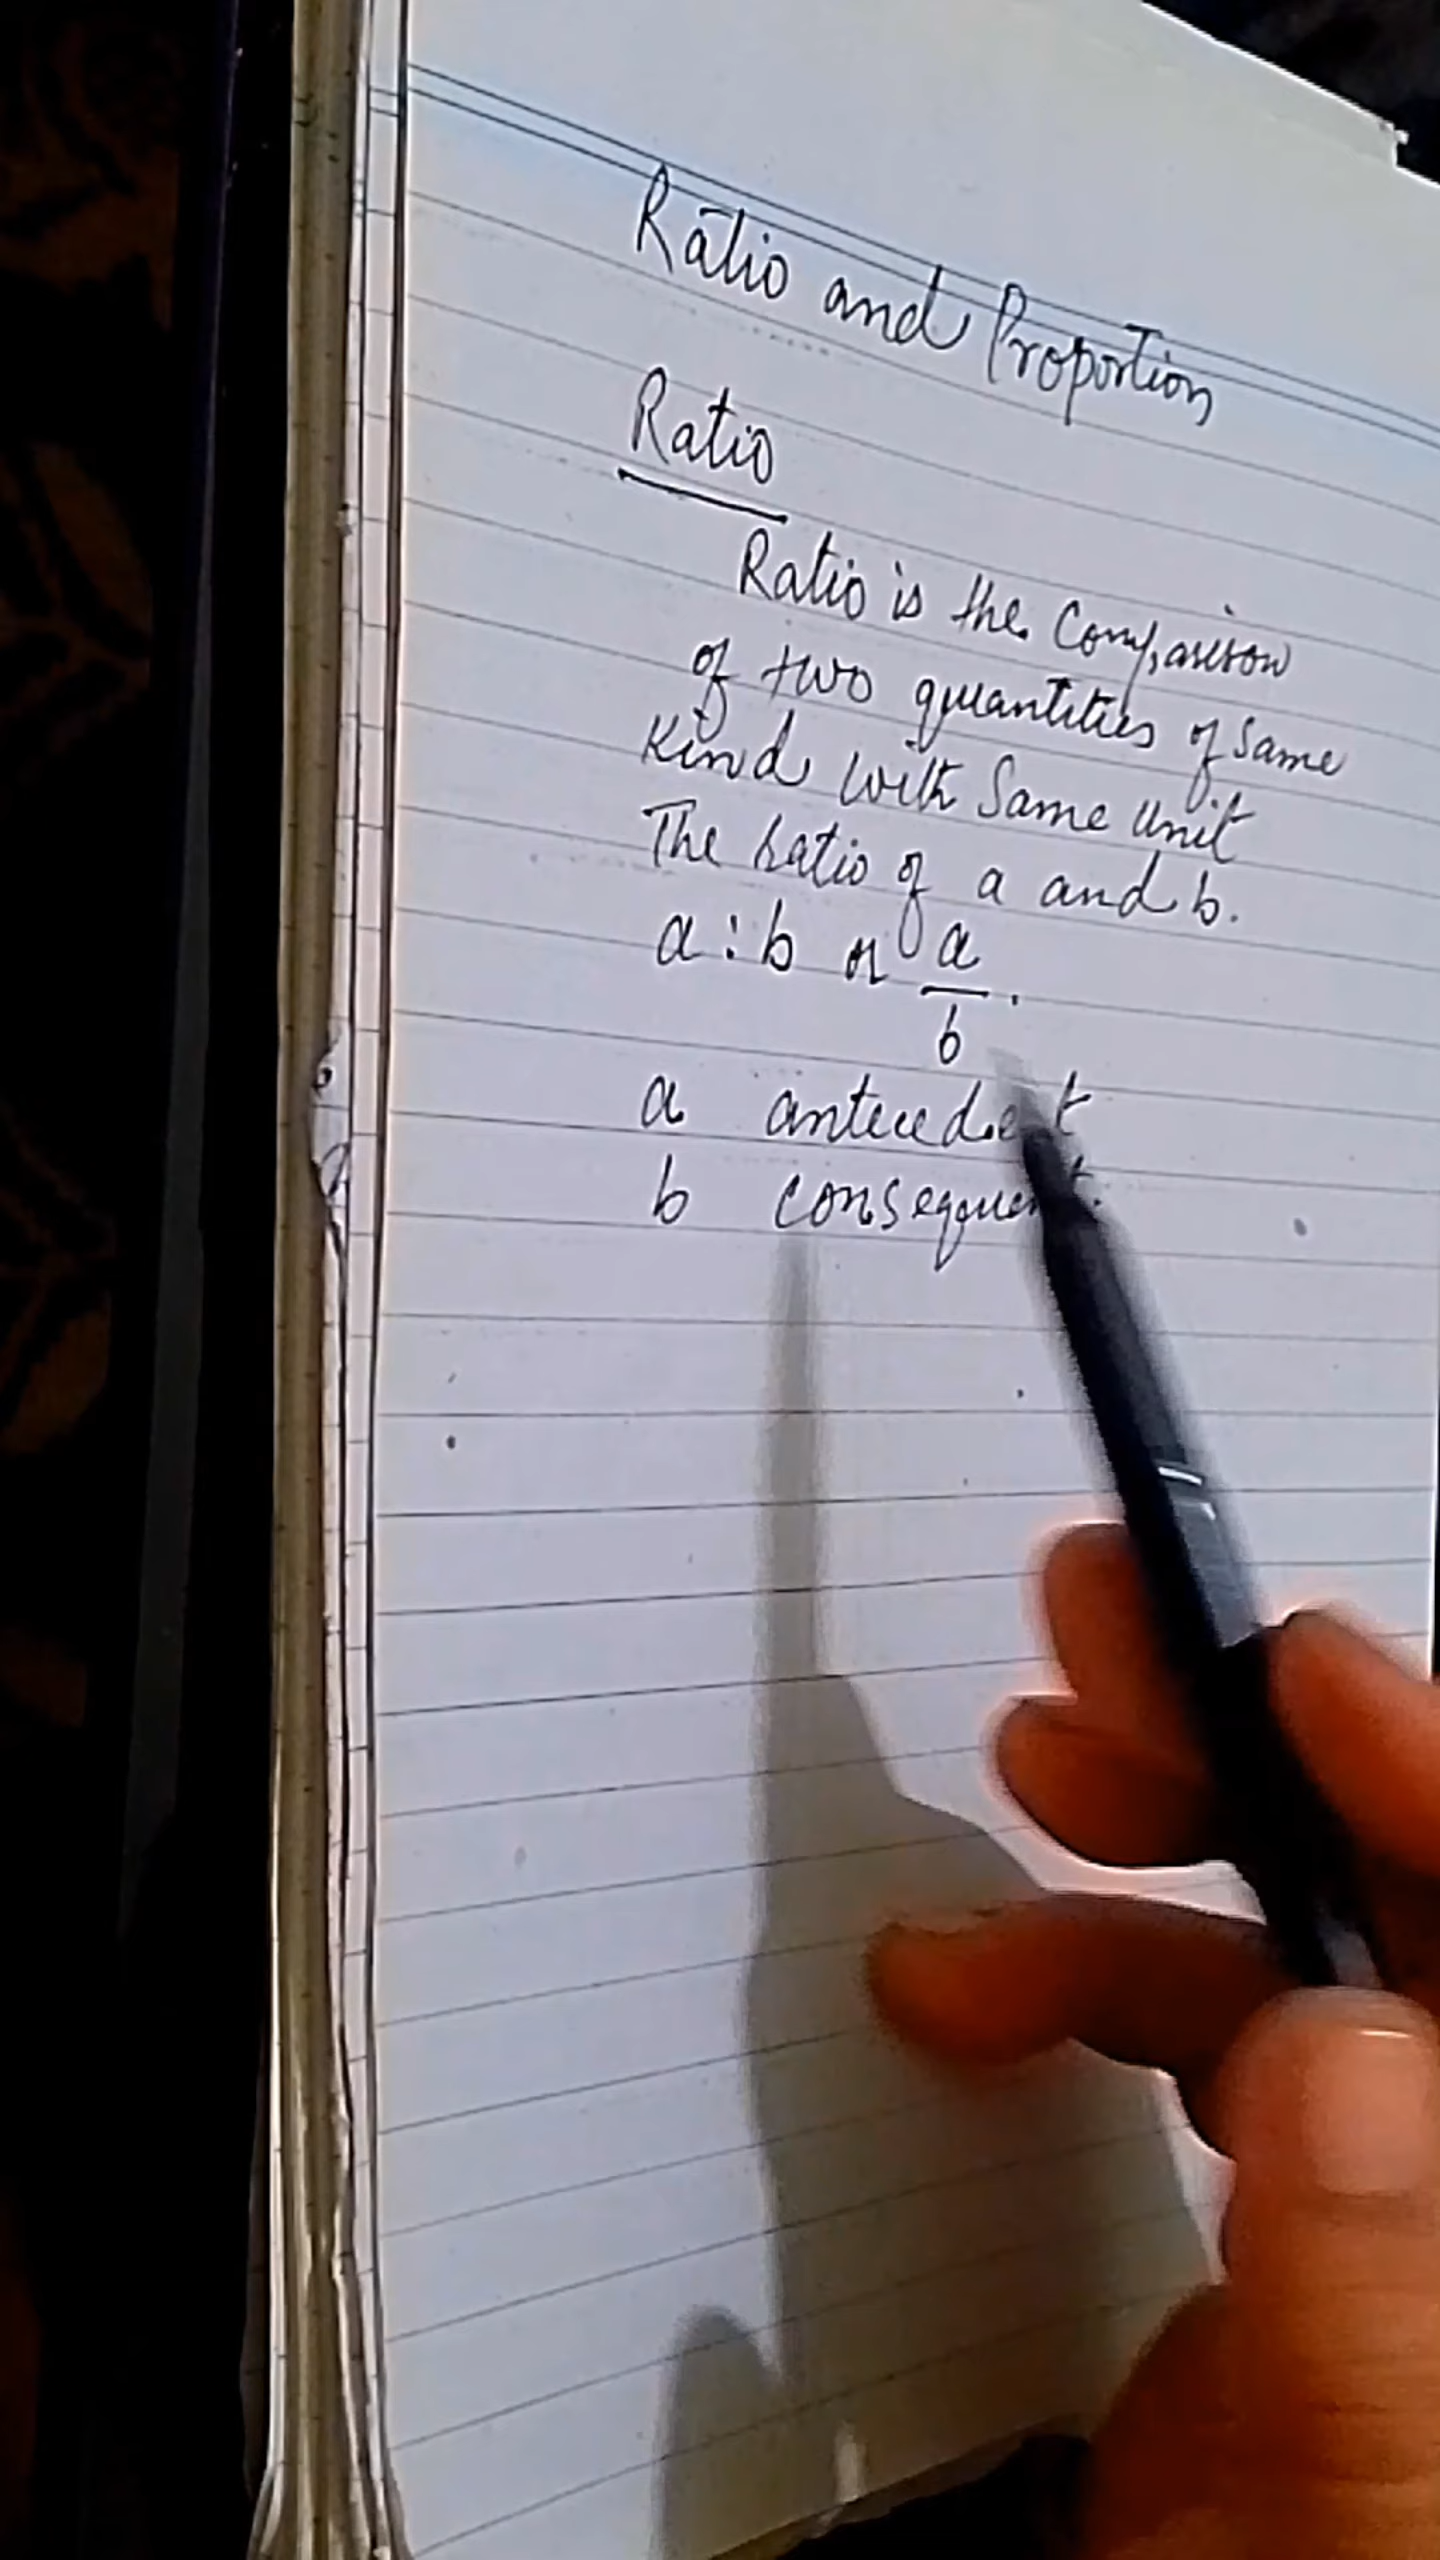 Ratio and Proportion
Ratio
Ratio is the Comparison
of two quantities of same
Kind with Same unit
The ratio of a and b.
a : b or a/b.
a antecedent
b consequent.